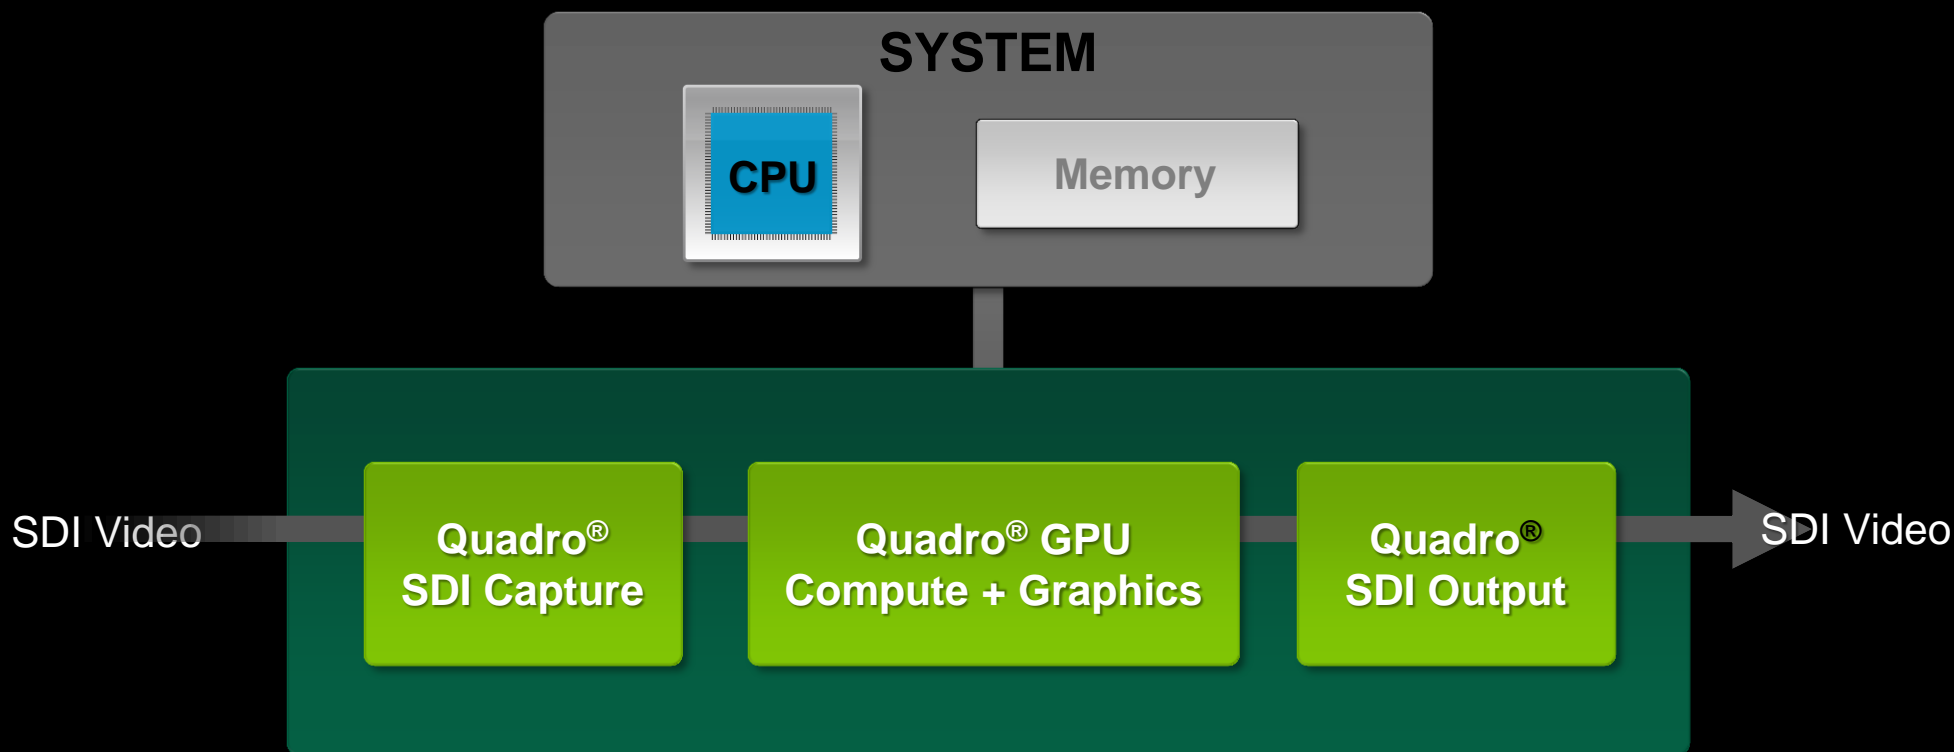 SYSTEM
CPU
Memory
SDI Video
Quadro®
SDI Capture
Quadro® GPU
Compute + Graphics
Quadro®
SDI Output
SDI Video